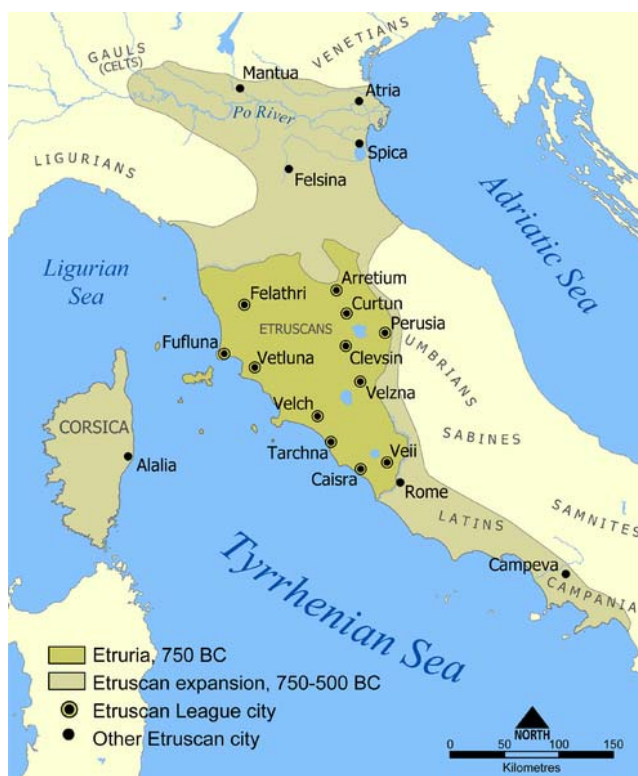 GAULS
(CELTS)
VENETIANS
Mantua
Atria
Po River
Spica
LIGURIANS
Felsina
Adriatic Sea
Ligurian
Sea
Arretium
Felathri
Curtun
ETRUSCANS
Perusia
Fufluna
Clevsin
UMBRIANS
Vetluna
Velzna
Velch
CORSICA
SABINES
Tarchna
Veii
Alalia
Caisra
Rome
SAMNITES
LATINS
Tyrrhenian Sea
Campeva
CAMPANIA
Etruria, 750 BC
Etruscan expansion, 750-500 BC
Etruscan League city
Other Etruscan city
NORTH
0 50 100 150
Kilometres